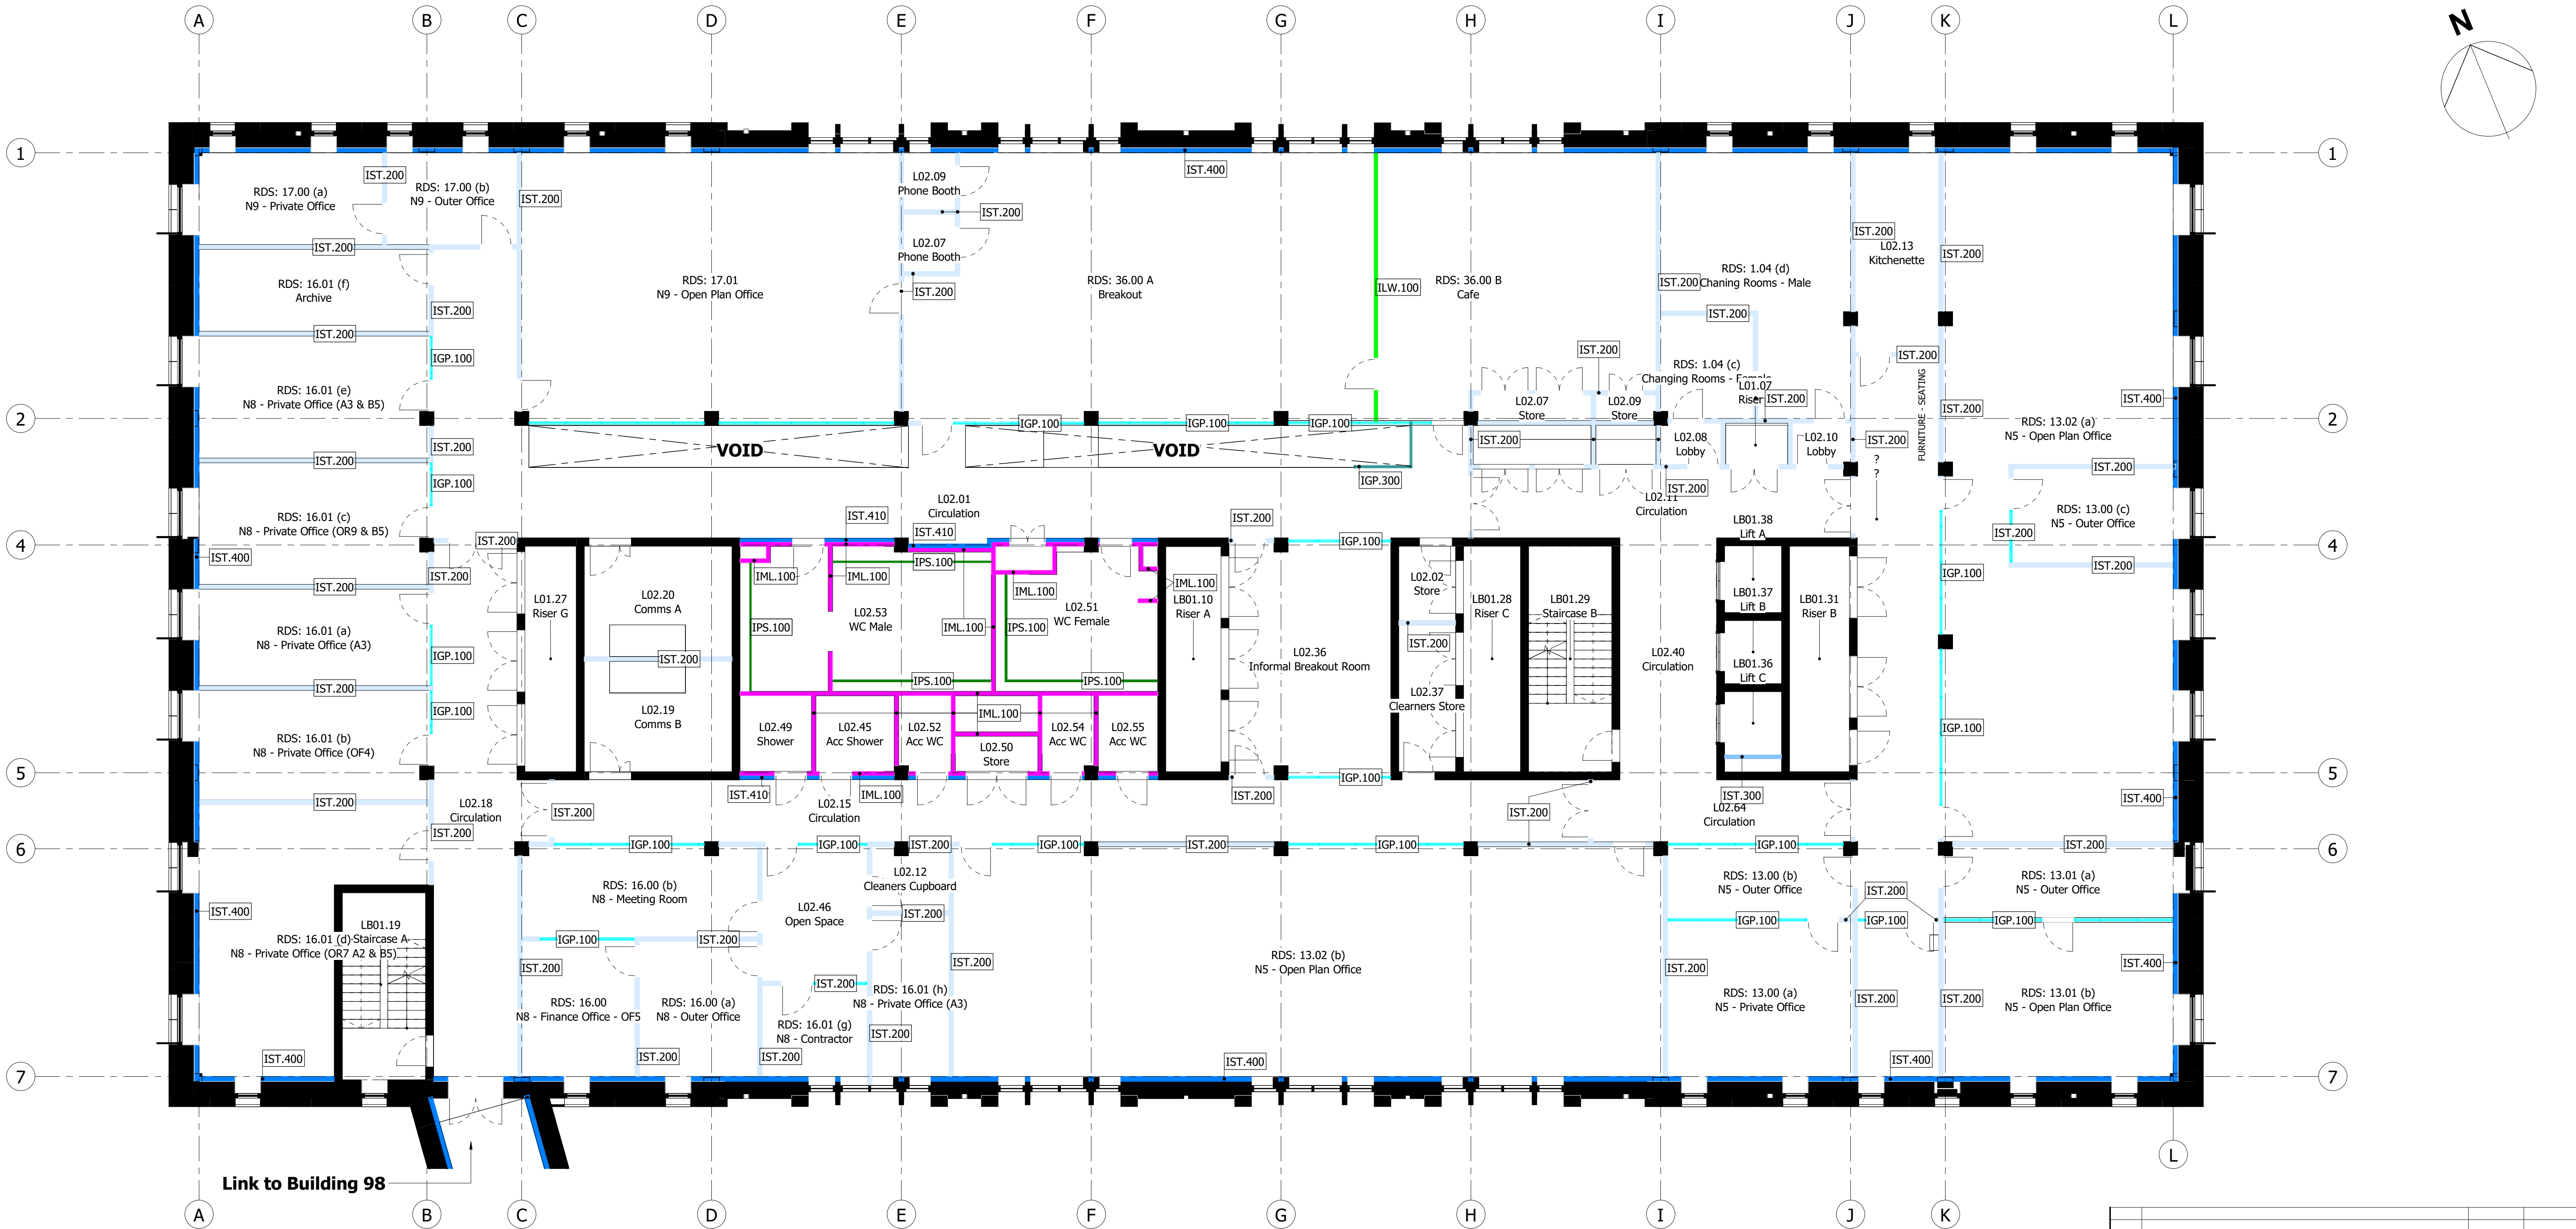 A B C D E F G H I J K L
N
1 1
L02.09
Phone Booth
IST.400
IST.200
RDS: 17.00 (a)
N9 - Private Office
RDS: 17.00 (b)
N9 - Outer Office
IST.200
IST.200
L02.07
Phone Booth
IST.200
L02.13
Kitchenette
IST.200
IST.200
IST.200
RDS: 16.01 (f)
Archive
RDS: 17.01
N9 - Open Plan Office
IST.200
RDS: 36.00 A
Breakout
ILW.100
RDS: 36.00 B
Cafe
IST.200
RDS: 1.04 (d)
Chaning Rooms - Male
IST.200
IST.200
IST.200
IGP.100
IST.200
IST.200
RDS: 16.01 (e)
N8 - Private Office (A3 & B5)
RDS: 1.04 (c)
Changing Rooms - Female
L01.07
Riser
IST.200
FURNITURE - SEATING
IST.400
IST.200
L02.07
Store
L02.09
Store
2 2
IGP.100
IGP.100
IGP.100
RDS: 13.02 (a)
N5 - Open Plan Office
IST.200
VOID
VOID
IST.200
L02.08
Lobby
L02.10
Lobby
IST.200
?
?
IST.200
IST.200
IGP.100
IGP.300
IST.200
L02.01
Circulation
L02.11
Circulation
RDS: 16.01 (c)
N8 - Private Office (OR9 & B5)
IST.410
IST.410
IST.200
RDS: 13.00 (c)
N5 - Outer Office
IST.200
LB01.38
Lift A
4 4
IST.200
IGP.100
IST.400
IST.200
IST.200
IML.100
IML.100
IPS.100
IML.100
IML.100
IGP.100
L01.27
Riser G
L02.20
Comms A
L02.53
WC Male
L02.51
WC Female
LB01.10
Riser A
L02.02
Store
LB01.28
Riser C
LB01.29
Staircase B
LB01.37
Lift B
LB01.31
Riser B
RDS: 16.01 (a)
N8 - Private Office (A3)
IPS.100
IML.100
IPS.100
IST.200
IGP.100
IST.200
L02.36
Informal Breakout Room
L02.40
Circulation
LB01.36
Lift C
IST.200
IPS.100
IPS.100
L02.37
Clearners Store
IGP.100
L02.19
Comms B
IML.100
IGP.100
RDS: 16.01 (b)
N8 - Private Office (OF4)
L02.49
Shower
L02.45
Acc Shower
L02.52
Acc WC
L02.50
Store
L02.54
Acc WC
L02.55
Acc WC
5 5
IGP.100
IST.200
L02.18
Circulation
IST.200
IST.410
L02.15
Circulation
IML.100
IST.200
IST.200
IST.300
L02.64
Circulation
IST.400
IST.200
6 6
IGP.100
IGP.100
IST.200
IGP.100
IST.200
IGP.100
IGP.100
IST.200
RDS: 16.00 (b)
N8 - Meeting Room
L02.12
Cleaners Cupboard
RDS: 13.00 (b)
N5 - Outer Office
IST.200
RDS: 13.01 (a)
N5 - Outer Office
IST.400
L02.46
Open Space
IST.200
IGP.100
IGP.100
IGP.100
LB01.19
Staircase A
RDS: 16.01 (d)
N8 - Private Office (OR7 A2 & B5)
IGP.100
IST.200
IST.200
IST.200
RDS: 13.02 (b)
N5 - Open Plan Office
IST.200
IST.400
IST.200
RDS: 16.01 (h)
N8 - Private Office (A3)
RDS: 16.00
N8 - Finance Office - OF5
RDS: 16.00 (a)
N8 - Outer Office
RDS: 13.00 (a)
N5 - Private Office
IST.200
IST.200
RDS: 13.01 (b)
N5 - Open Plan Office
RDS: 16.01 (g)
N8 - Contractor
IST.200
IST.400
IST.200
IST.200
IST.400
IST.400
7 7
Link to Building 98
L
A B C D E F G H I J K